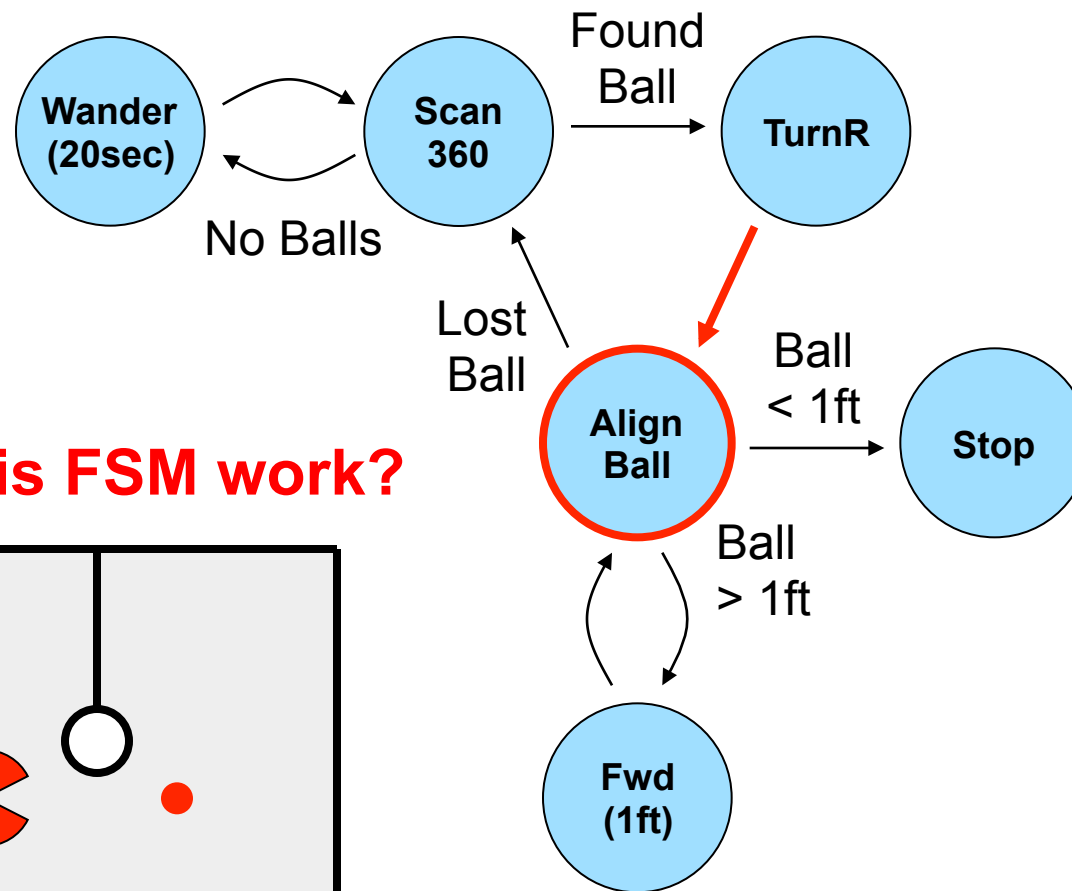 Found
Ball
Wander
(20sec)
Scan
360
TurnR
No Balls
Lost
Ball
Ball
< 1ft
Align
Ball
Stop
is FSM work?
Ball
> 1ft
Fwd
(1ft)